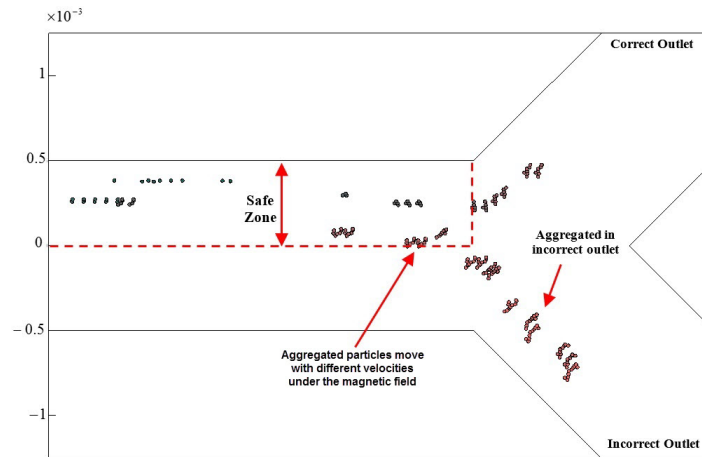 ×10⁻³
1
Correct Outlet
0.5
Safe
Zone
Aggregated in
incorrect outlet
0
−0.5
Aggregated particles move
with different velocities
under the magnetic field
−1
Incorrect Outlet